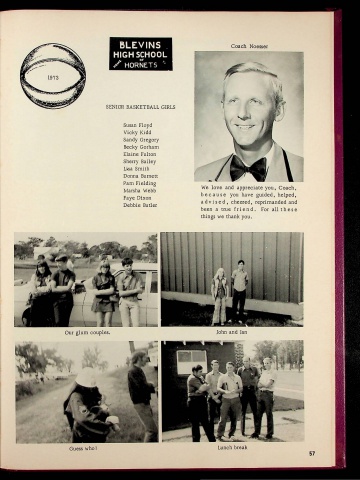 1973
BLEVINS
HIGH SCHOOL
HORNETS
Coach Nosmer
SENIOR BASKETBALL GIRLS
Susan Floyd
Vicky Kidd
Sandy Gregory
Becky Gorham
Elaine Fulton
Sherry Bailey
Lisa Smith
Donna Barnett
Pam Fielding
Marsha Webb
Faye Dixon
Debbie Butler
We love and appreciate you, Coach,
because you have guided, helped,
advised, cheered, reprimanded and
been a true friend. For all these
things we thank you.
Our glum couples.
John and Jan
Guess who?
Lunch break
57